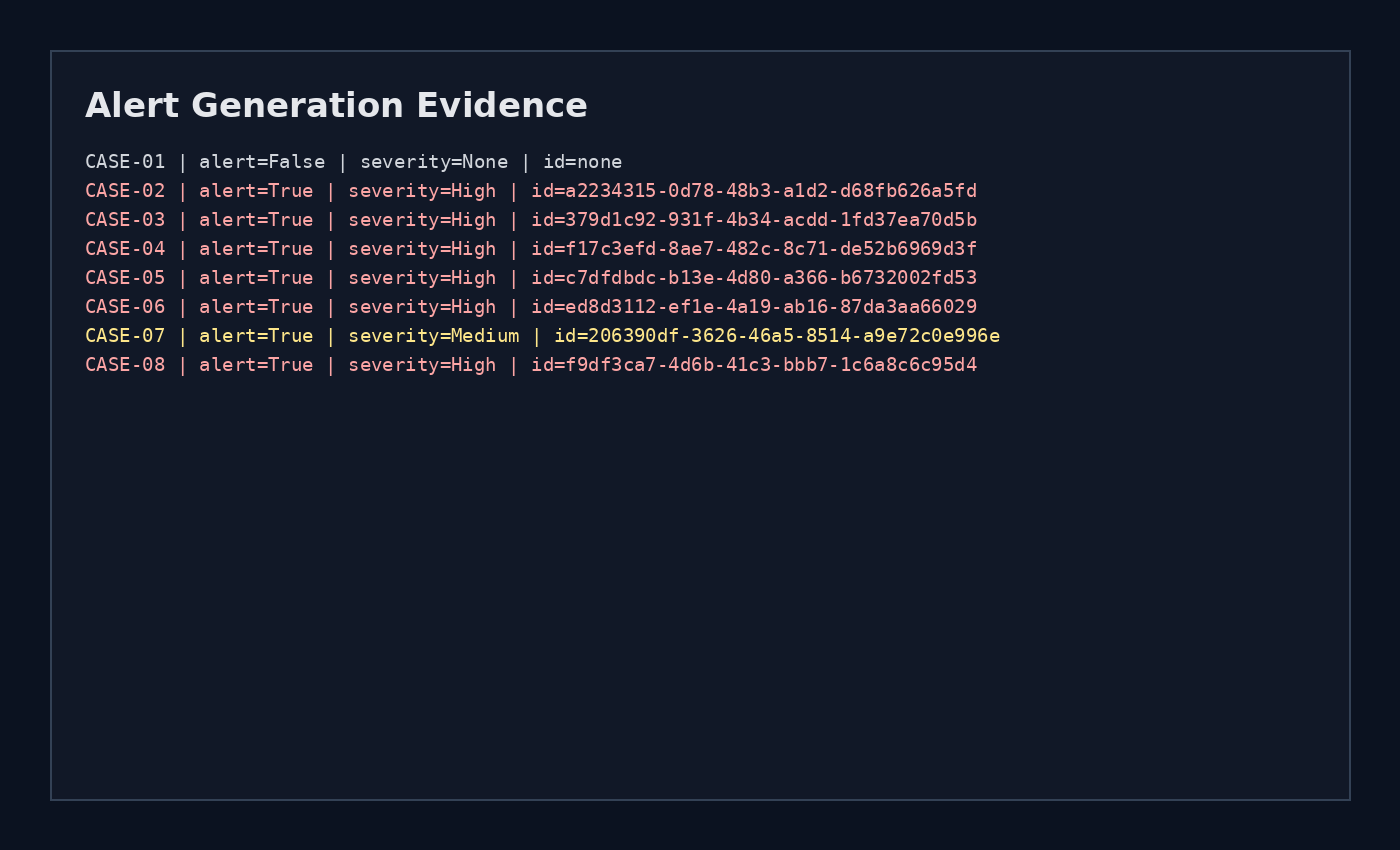 Alert Generation Evidence
CASE-01 | alert=False | severity=None | id=none
CASE-02 | alert=True | severity=High | id=a2234315-0d78-48b3-a1d2-d68fb626a5fd
CASE-03 | alert=True | severity=High | id=379d1c92-931f-4b34-acdd-1fd37ea70d5b
CASE-04 | alert=True | severity=High | id=f17c3efd-8ae7-482c-8c71-de52b6969d3f
CASE-05 | alert=True | severity=High | id=c7dfdbdc-b13e-4d80-a366-b6732002fd53
CASE-06 | alert=True | severity=High | id=ed8d3112-ef1e-4a19-ab16-87da3aa66029
CASE-07 | alert=True | severity=Medium | id=206390df-3626-46a5-8514-a9e72c0e996e
CASE-08 | alert=True | severity=High | id=f9df3ca7-4d6b-41c3-bbb7-1c6a8c6c95d4